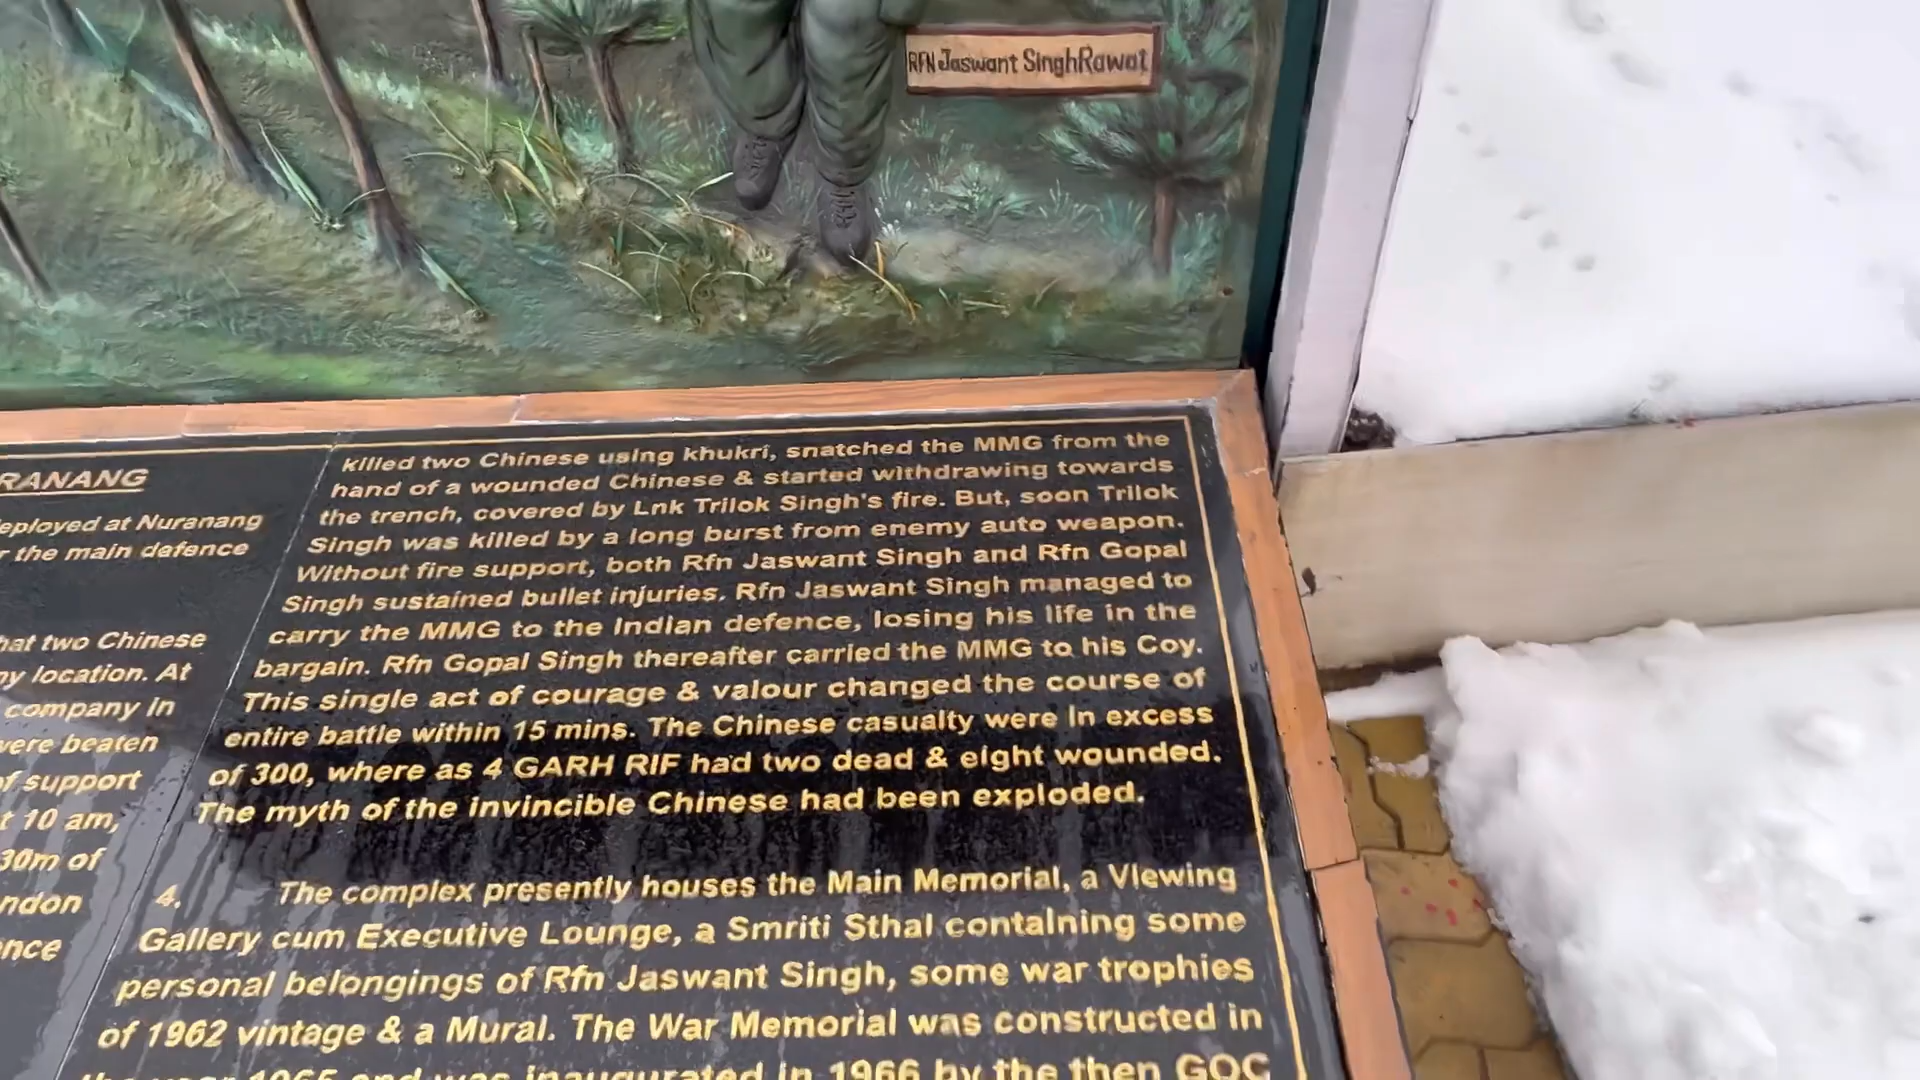 RFN Jaswant SinghRawat
RANANG
eployed at Nuranang
r the main defence
hat two Chinese
ny location. At
company in
were beaten
of support
t 10 am,
30m of
ndon
ence
killed two Chinese using khukri, snatched the MMG from the
hand of a wounded Chinese & started withdrawing towards
the trench, covered by Lnk Trilok Singh's fire. But, soon Trilok
Singh was killed by a long burst from enemy auto weapon.
Without fire support, both Rfn Jaswant Singh and Rfn Gopal
Singh sustained bullet injuries. Rfn Jaswant Singh managed to
carry the MMG to the Indian defence, losing his life in the
bargain. Rfn Gopal Singh thereafter carried the MMG to his Coy.
This single act of courage & valour changed the course of
entire battle within 15 mins. The Chinese casualty were in excess
of 300, where as 4 GARH RIF had two dead & eight wounded.
The myth of the invincible Chinese had been exploded.
4. The complex presently houses the Main Memorial, a Viewing
Gallery cum Executive Lounge, a Smriti Sthal containing some
personal belongings of Rfn Jaswant Singh, some war trophies
of 1962 vintage & a Mural. The War Memorial was constructed in
the year 1965 and was inaugurated in 1966 by the then GOC